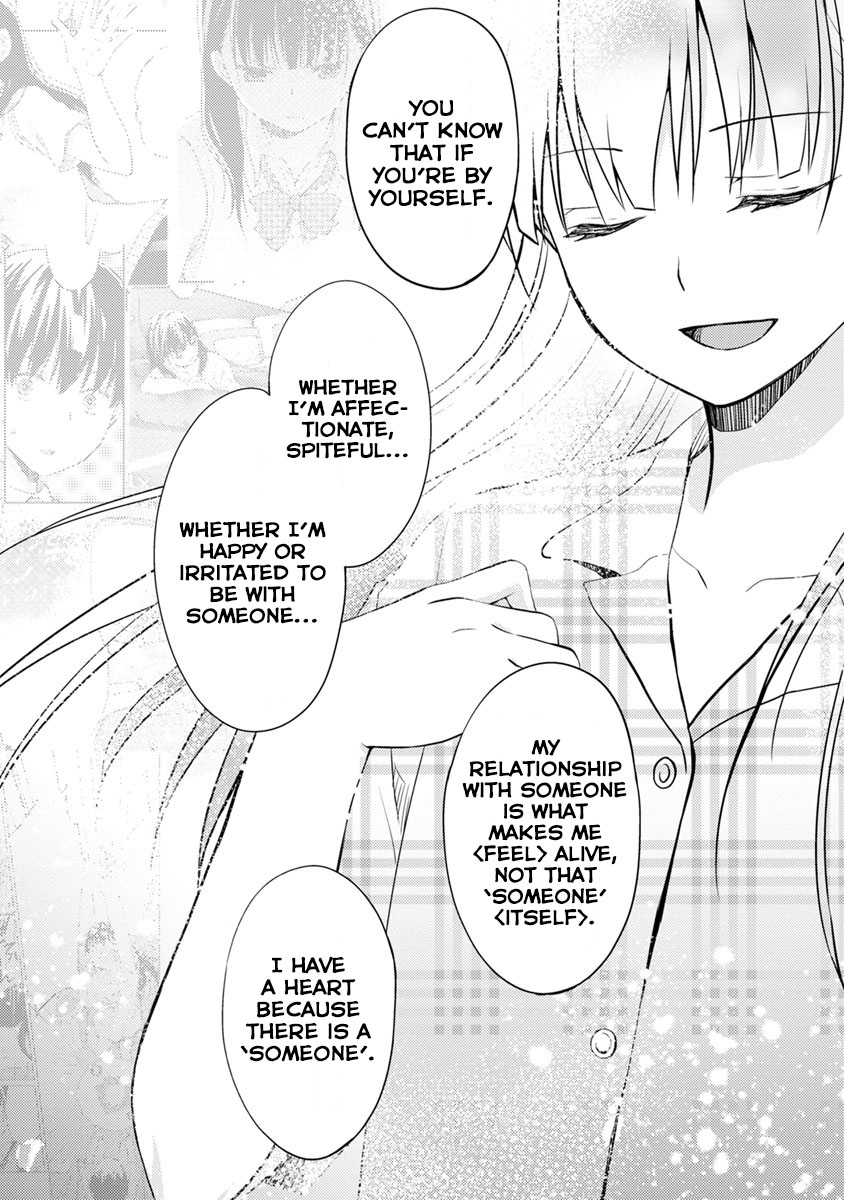 YOU
CAN'T KNOW
THAT IF
YOU'RE BY
YOURSELF.
WHETHER
I'M AFFEC-
TIONATE,
SPITEFUL...
WHETHER I'M
HAPPY OR
IRRITATED TO
BE WITH
SOMEONE...
MY
RELATIONSHIP
WITH SOMEONE
IS WHAT
MAKES ME
<FEEL> ALIVE,
NOT THAT
'SOMEONE'
<ITSELF>.
I HAVE
A HEART
BECAUSE
THERE IS A
'SOMEONE'.